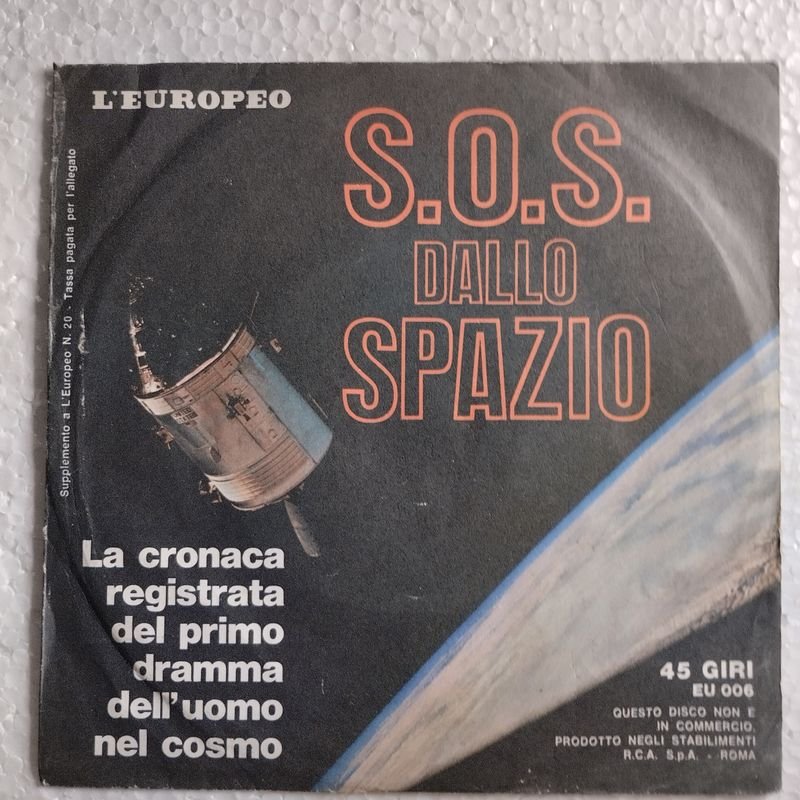 L'EUROPEO
S.O.S.
DALLO
SPAZIO
Supplemento a L'Europeo N. 20 - Tassa pagata per l'allegato
La cronaca
registrata
del primo
dramma
dell'uomo
nel cosmo
45 GIRI
EU 006
QUESTO DISCO NON E
IN COMMERCIO,
PRODOTTO NEGLI STABILIMENTI
R.C.A. S.p.A. - ROMA